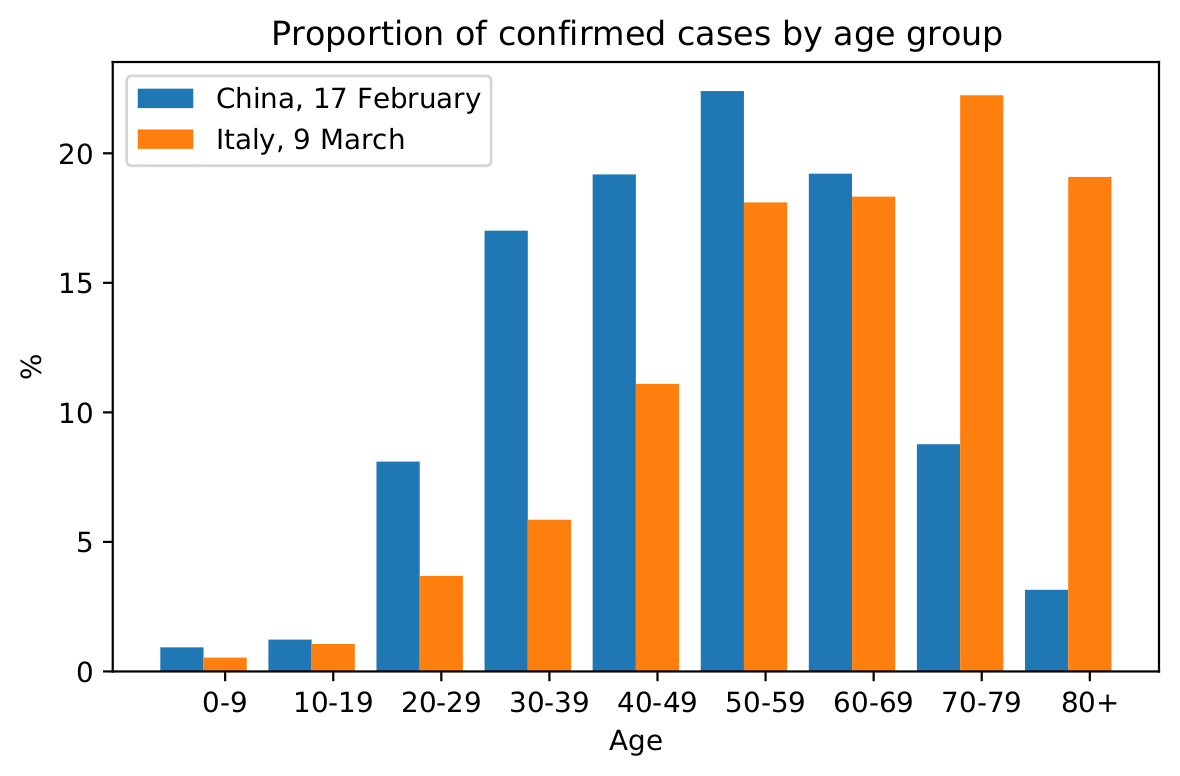 Proportion of confirmed cases by age group
China, 17 February
Italy, 9 March
20
15
10
5
0
%
0-9 10-19 20-29 30-39 40-49 50-59 60-69 70-79 80+
Age